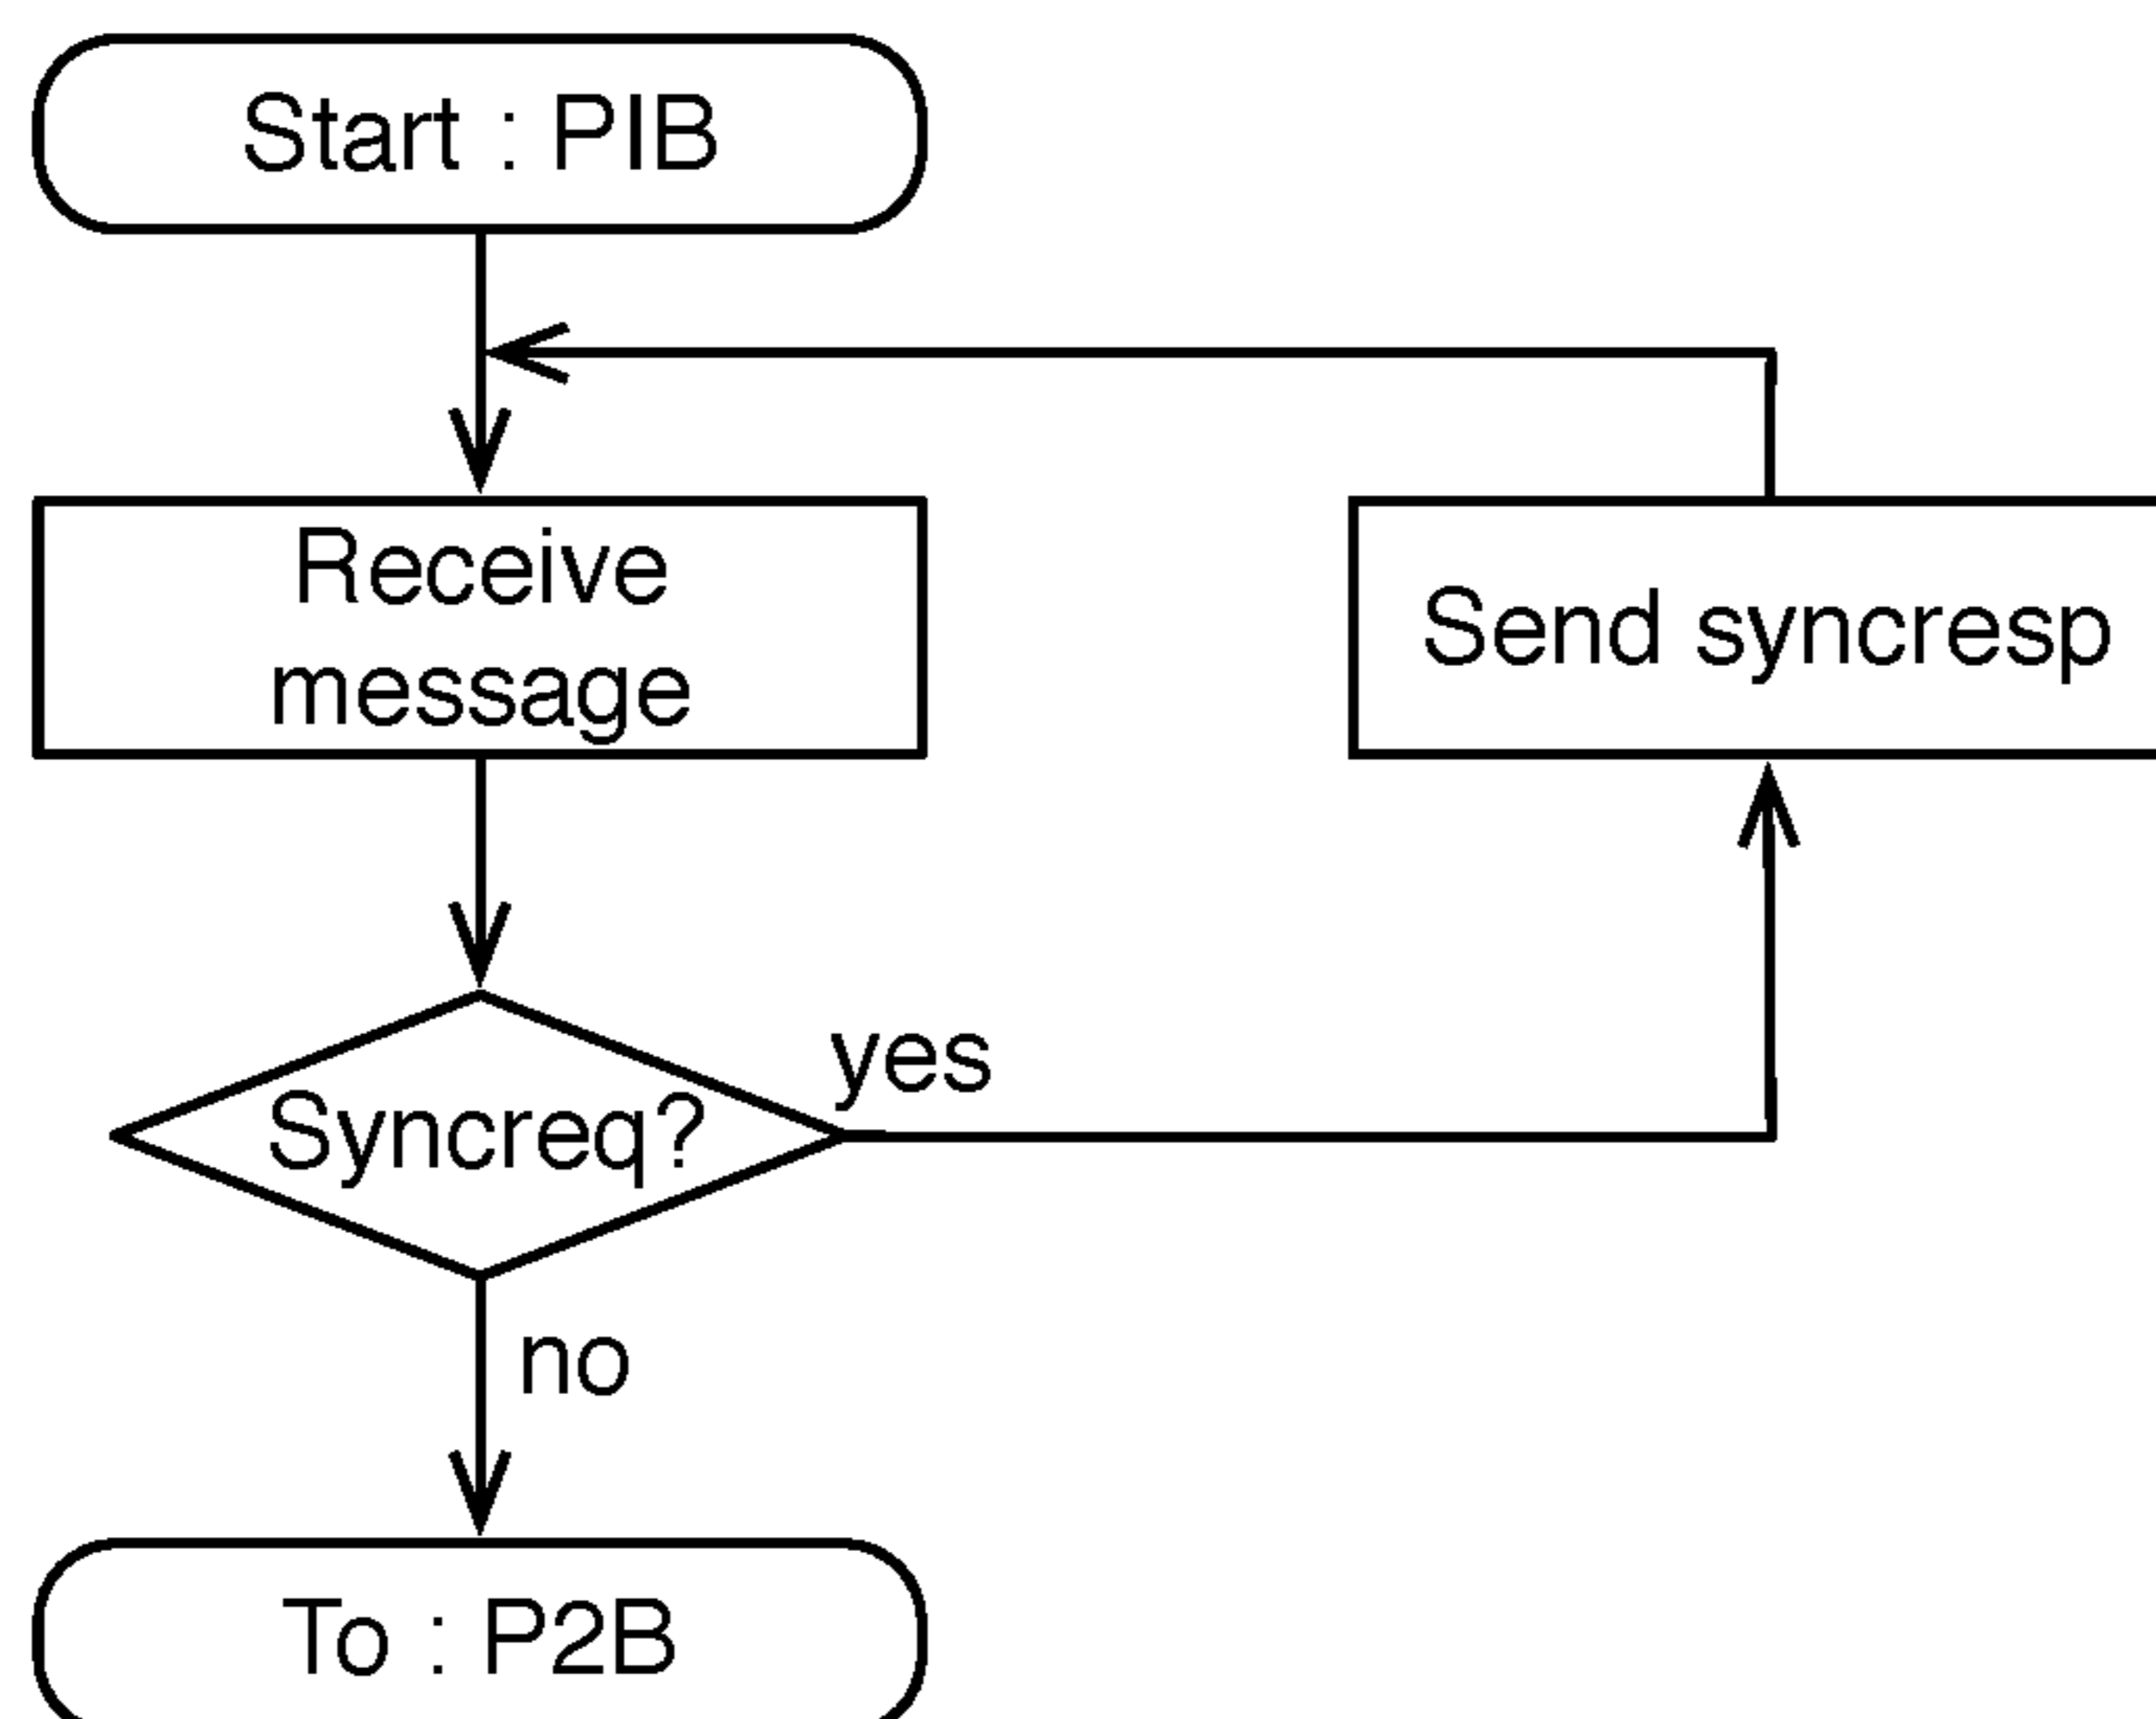 Start : PIB
Receive
message
Send syncresp
yes
Syncreq?
no
To : P2B